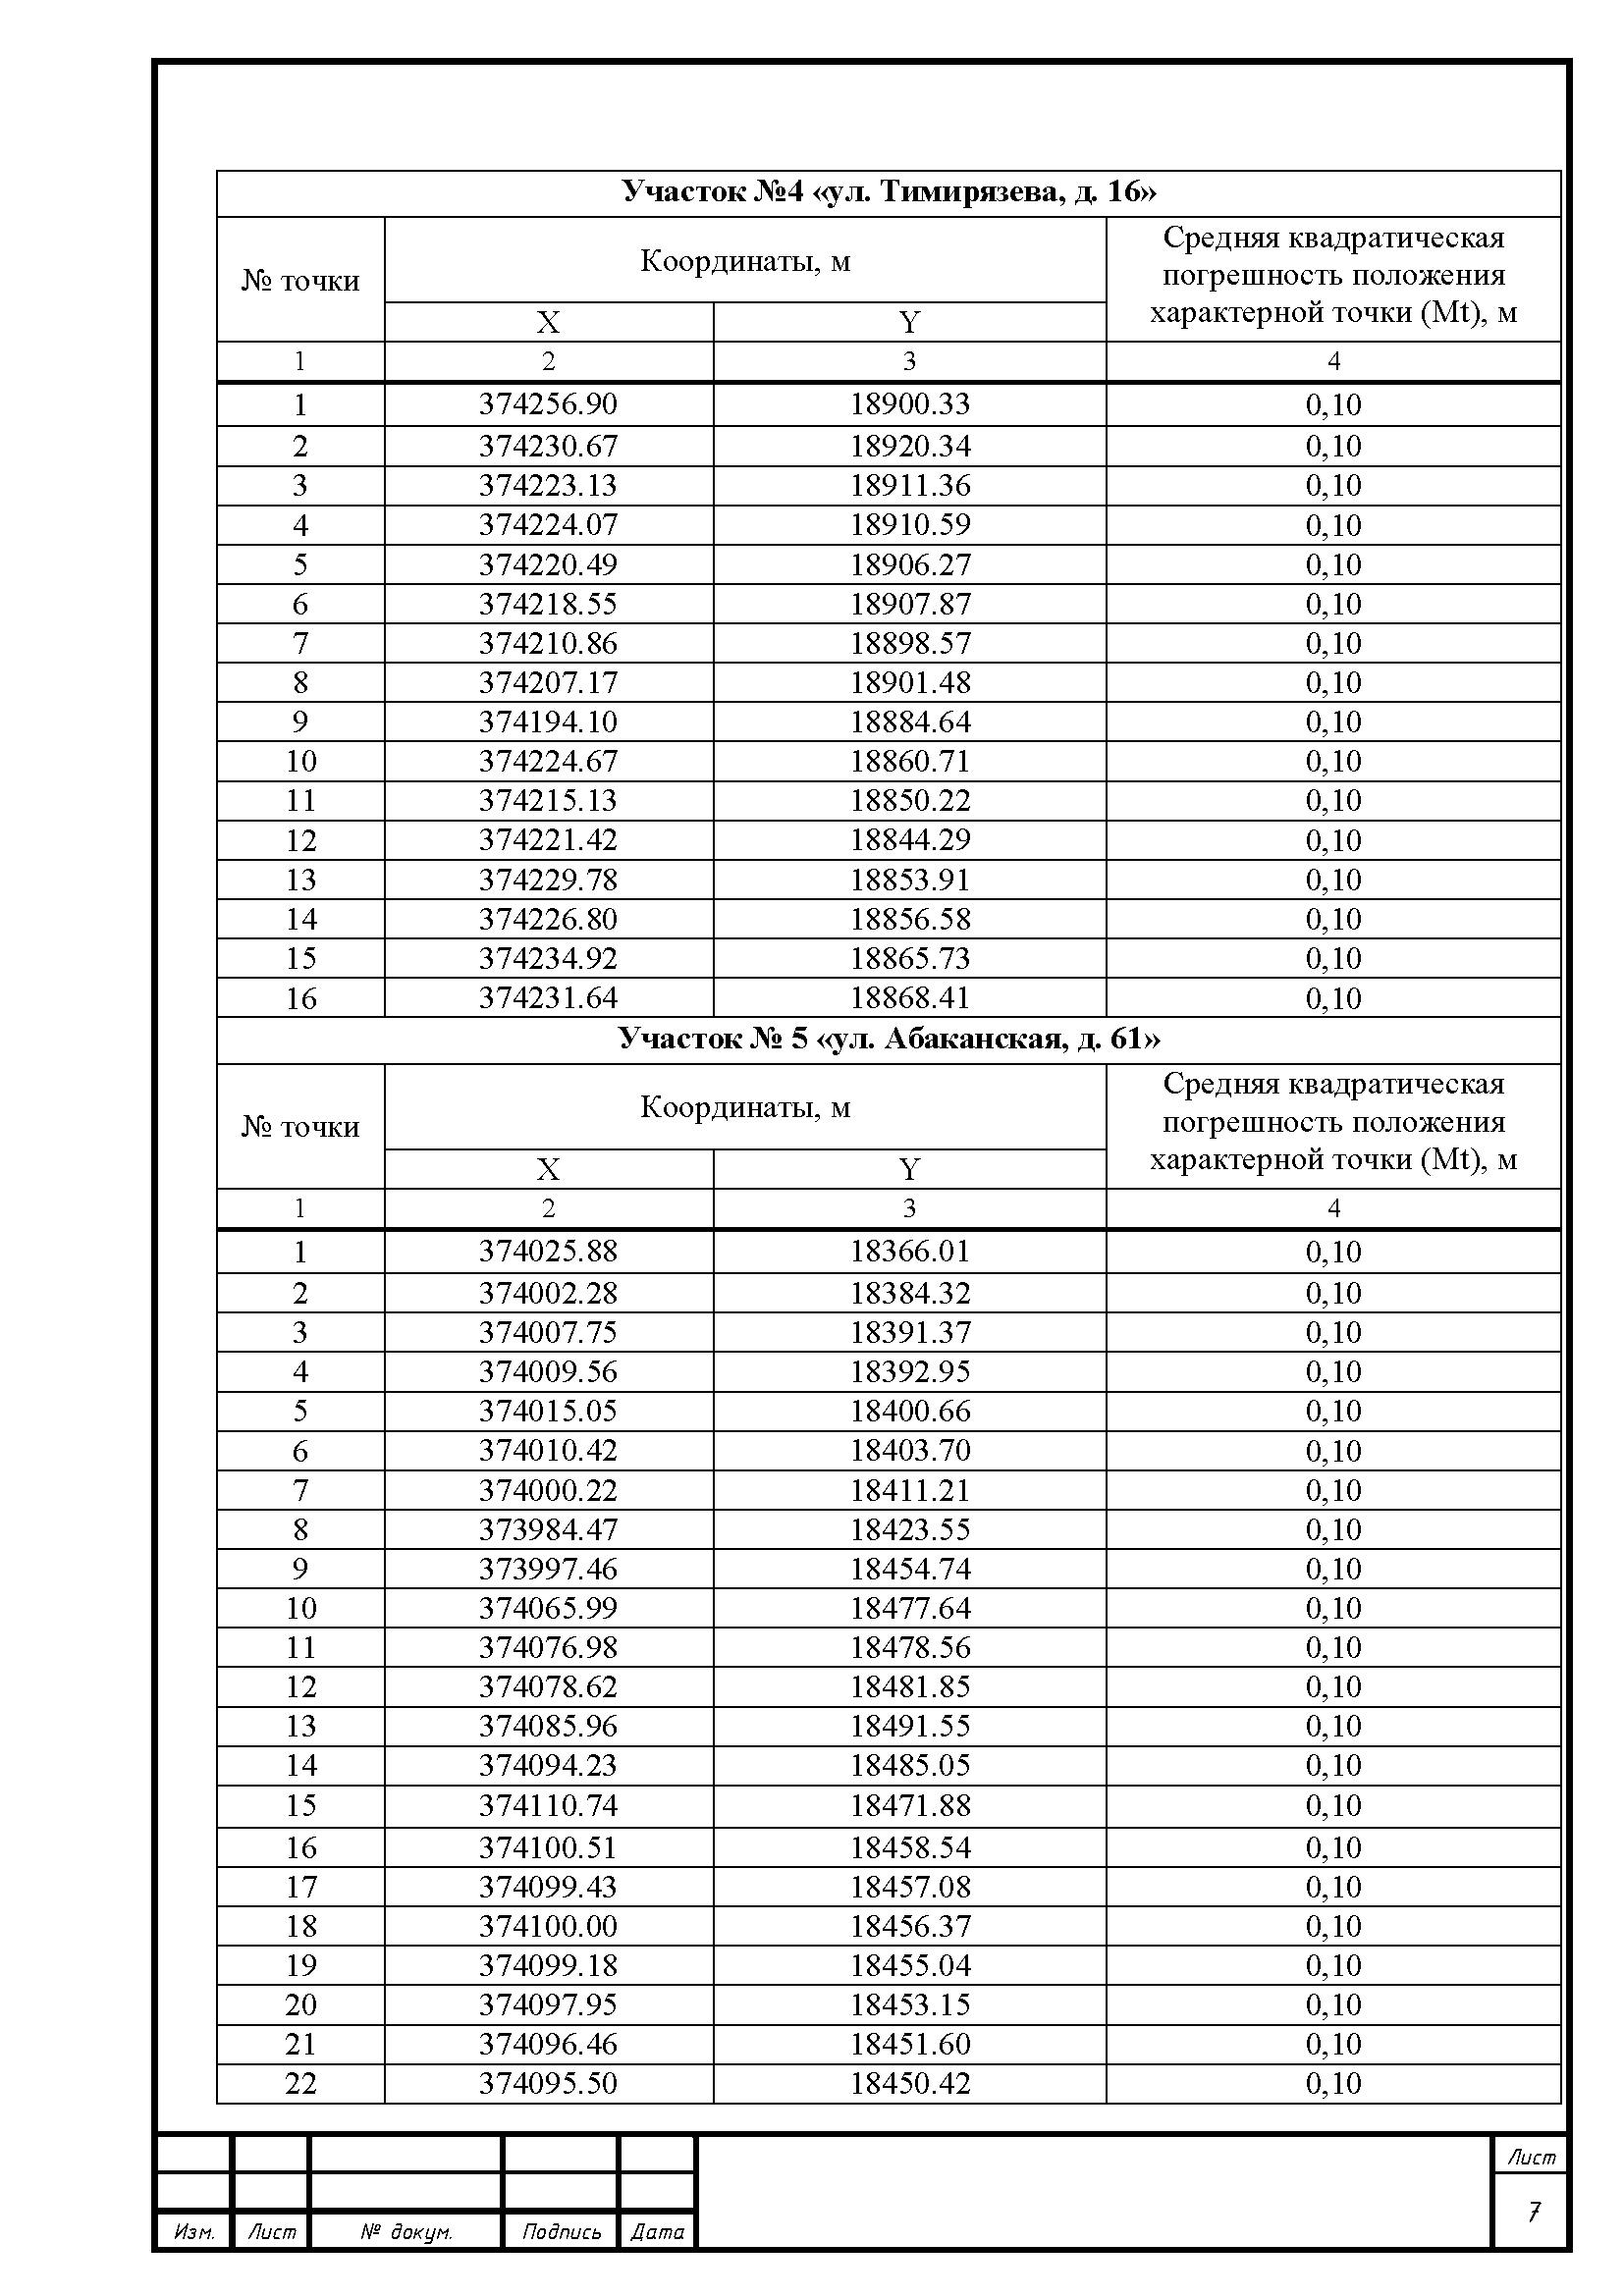 Участок №4 «ул. Тимирязева, д. 16»
№ точки Координаты, м Средняя квадратическая
погрешность положения
характерной точки (Mt), м
X Y
1 2 3 4
1 374256.90 18900.33 0,10
2 374230.67 18920.34 0,10
3 374223.13 18911.36 0,10
4 374224.07 18910.59 0,10
5 374220.49 18906.27 0,10
6 374218.55 18907.87 0,10
7 374210.86 18898.57 0,10
8 374207.17 18901.48 0,10
9 374194.10 18884.64 0,10
10 374224.67 18860.71 0,10
11 374215.13 18850.22 0,10
12 374221.42 18844.29 0,10
13 374229.78 18853.91 0,10
14 374226.80 18856.58 0,10
15 374234.92 18865.73 0,10
16 374231.64 18868.41 0,10
Участок № 5 «ул. Абаканская, д. 61»
№ точки Координаты, м Средняя квадратическая
погрешность положения
характерной точки (Mt), м
X Y
1 2 3 4
1 374025.88 18366.01 0,10
2 374002.28 18384.32 0,10
3 374007.75 18391.37 0,10
4 374009.56 18392.95 0,10
5 374015.05 18400.66 0,10
6 374010.42 18403.70 0,10
7 374000.22 18411.21 0,10
8 373984.47 18423.55 0,10
9 373997.46 18454.74 0,10
10 374065.99 18477.64 0,10
11 374076.98 18478.56 0,10
12 374078.62 18481.85 0,10
13 374085.96 18491.55 0,10
14 374094.23 18485.05 0,10
15 374110.74 18471.88 0,10
16 374100.51 18458.54 0,10
17 374099.43 18457.08 0,10
18 374100.00 18456.37 0,10
19 374099.18 18455.04 0,10
20 374097.95 18453.15 0,10
21 374096.46 18451.60 0,10
22 374095.50 18450.42 0,10
Лист
7
Изм. Лист № докум. Подпись Дата